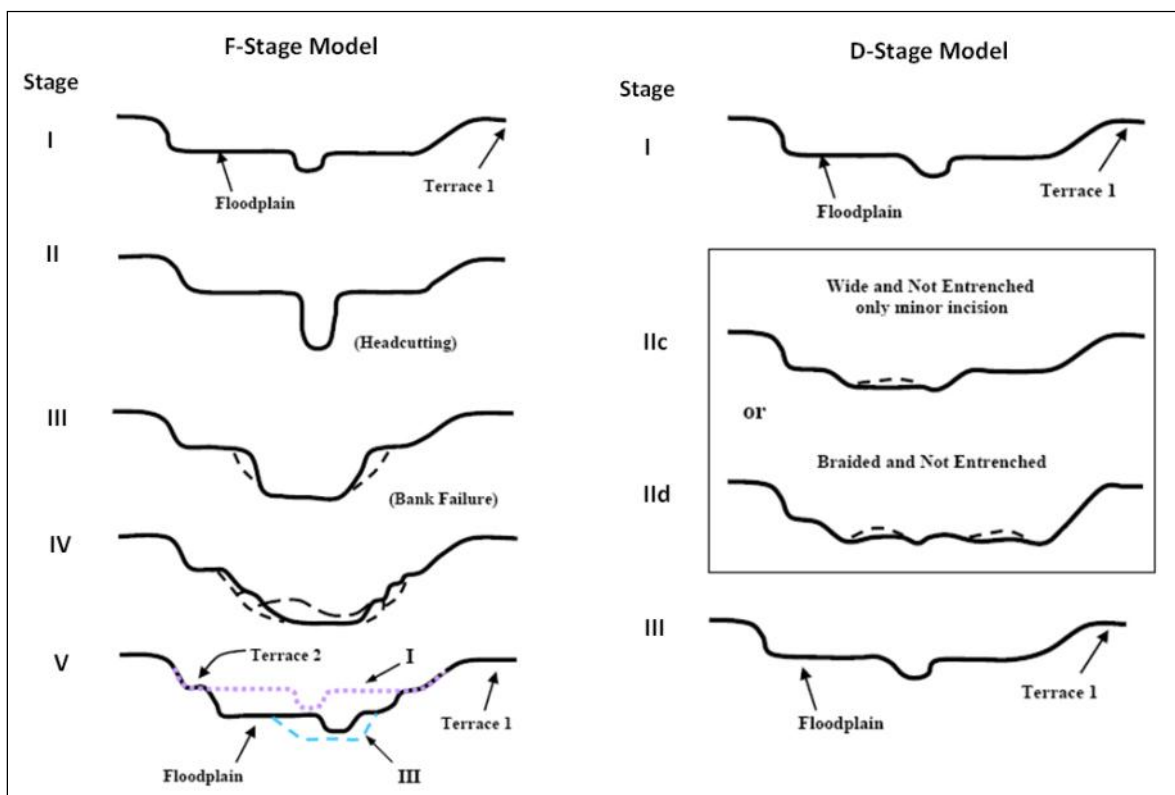 F-Stage Model
Stage
I
Floodplain
Terrace 1
II
(Headcutting)
III
(Bank Failure)
IV
V
Terrace 2
I
Terrace 1
Floodplain
III
D-Stage Model
Stage
I
Floodplain
Terrace 1
Wide and Not Entrenched
only minor incision
IIc
or
Braided and Not Entrenched
IId
III
Terrace 1
Floodplain